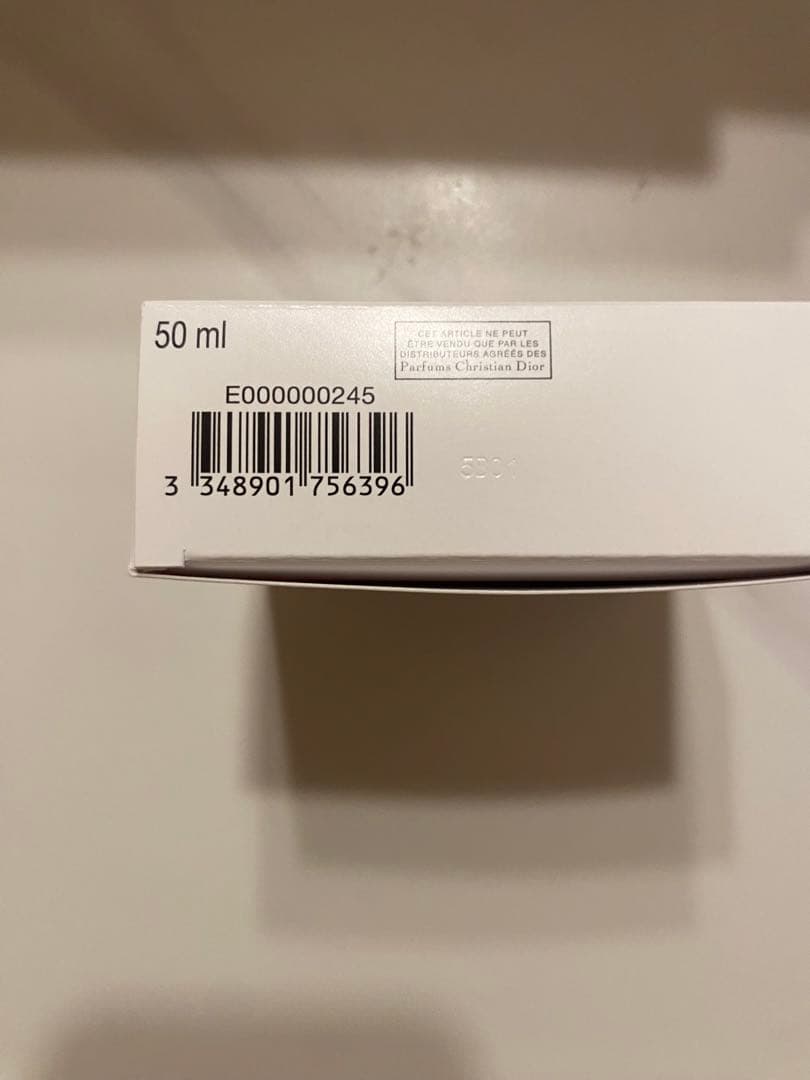 50 ml
CET ARTICLE NE PEUT
ÊTRE VENDU QUE PAR LES
DISTRIBUTEURS AGRÉÉS DES
Parfums Christian Dior
E000000245
3 348901 756396